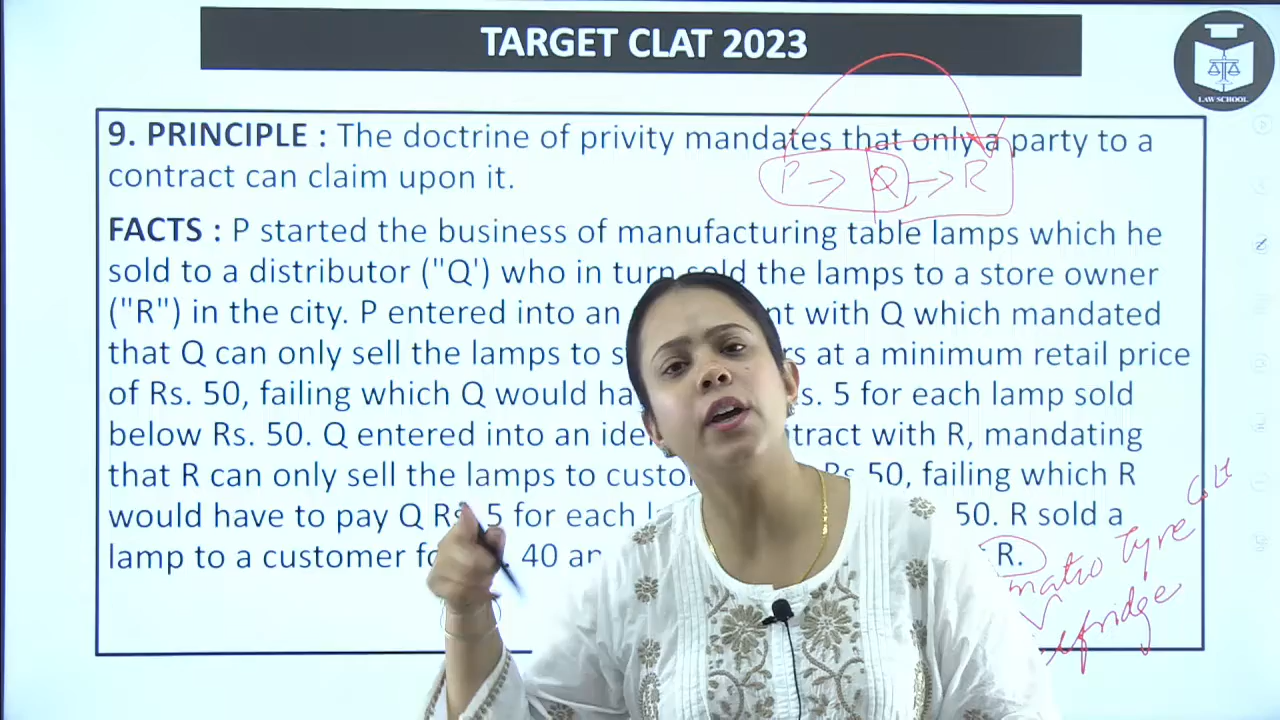 TARGET CLAT 2023
LAW SCHOOL
9. PRINCIPLE : The doctrine of privity mandates that only a party to a
contract can claim upon it.
P → Q → R
FACTS : P started the business of manufacturing table lamps which he
sold to a distributor ("Q') who in turn sold the lamps to a store owner
("R") in the city. P entered into an nt with Q which mandated
that Q can only sell the lamps to s rs at a minimum retail price
of Rs. 50, failing which Q would ha s. 5 for each lamp sold
below Rs. 50. Q entered into an ide ntract with R, mandating
that R can only sell the lamps to custo Rs 50, failing which R
would have to pay Q Rs. 5 for each l 50. R sold a
lamp to a customer fo . 40 an R.
Tyre